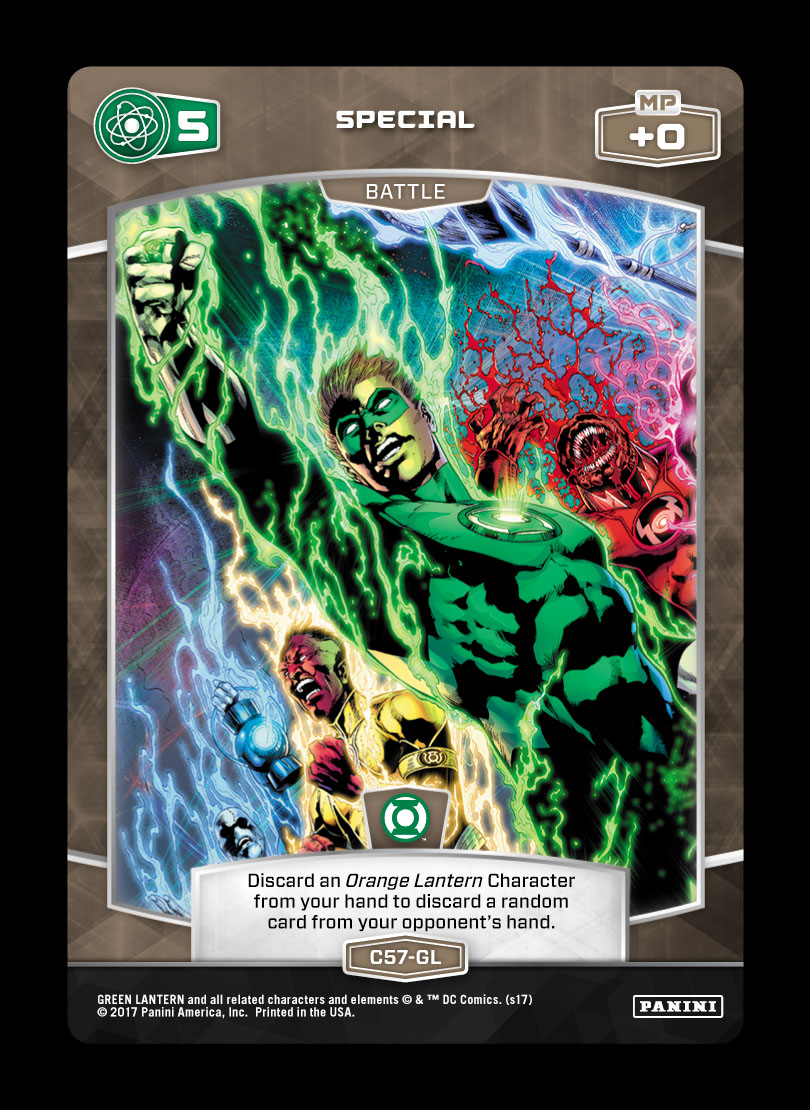 5
SPECIAL
MP
+0
BATTLE
Discard an Orange Lantern Character
from your hand to discard a random
card from your opponent's hand.
C57-GL
GREEN LANTERN and all related characters and elements © & ™ DC Comics. (s17)
© 2017 Panini America, Inc. Printed in the USA.
PANINI